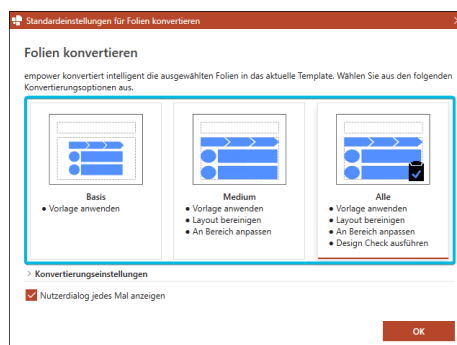 Standardeinstellungen für Folien konvertieren
Folien konvertieren
empower konvertiert intelligent die ausgewählten Folien in das aktuelle Template. Wählen Sie aus den folgenden
Konvertierungsoptionen aus.
Basis
• Vorlage anwenden
Medium
• Vorlage anwenden
• Layout bereinigen
• An Bereich anpassen
Alle
• Vorlage anwenden
• Layout bereinigen
• An Bereich anpassen
• Design Check ausführen
Konvertierungseinstellungen
Nutzerdialog jedes Mal anzeigen
OK